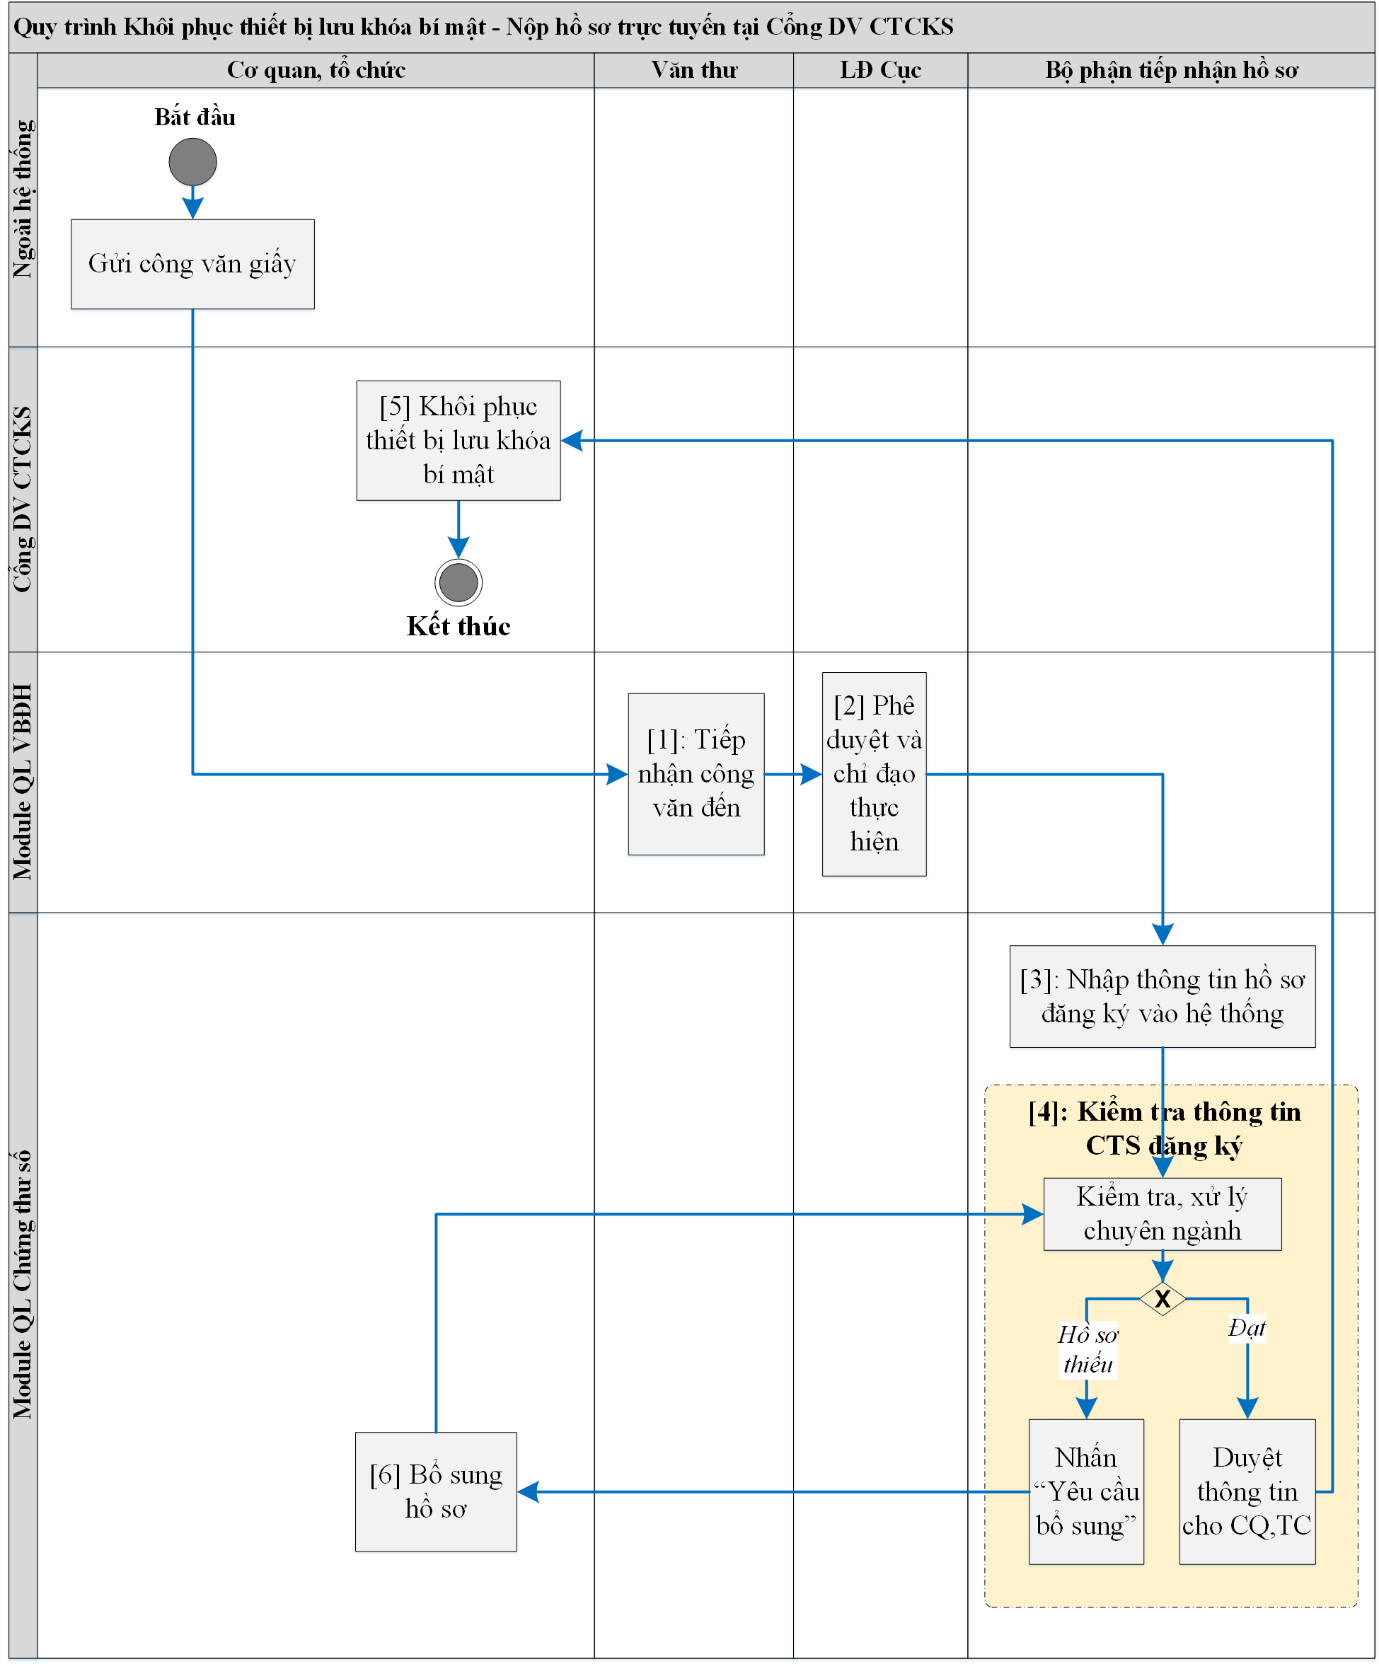 Quy trình Khôi phục thiết bị lưu khóa bí mật - Nộp hồ sơ trực tuyến tại Cổng DV CTCKS
Cơ quan, tổ chức
Văn thư
LĐ Cục
Bộ phận tiếp nhận hồ sơ
Ngoài hệ thống
Bắt đầu
Gửi công văn giấy
Cổng DV CTCKS
[5] Khôi phục
thiết bị lưu khóa
bí mật
Kết thúc
Module QL VBĐH
[1]: Tiếp
nhận công
văn đến
[2] Phê
duyệt và
chỉ đạo
thực
hiện
Module QL Chứng thư số
[3]: Nhập thông tin hồ sơ
đăng ký vào hệ thống
[4]: Kiểm tra thông tin
CTS đăng ký
Kiểm tra, xử lý
chuyên ngành
X
Hồ sơ
thiếu
Đạt
Nhấn
“Yêu cầu
bổ sung”
Duyệt
thông tin
cho CQ,TC
[6] Bổ sung
hồ sơ